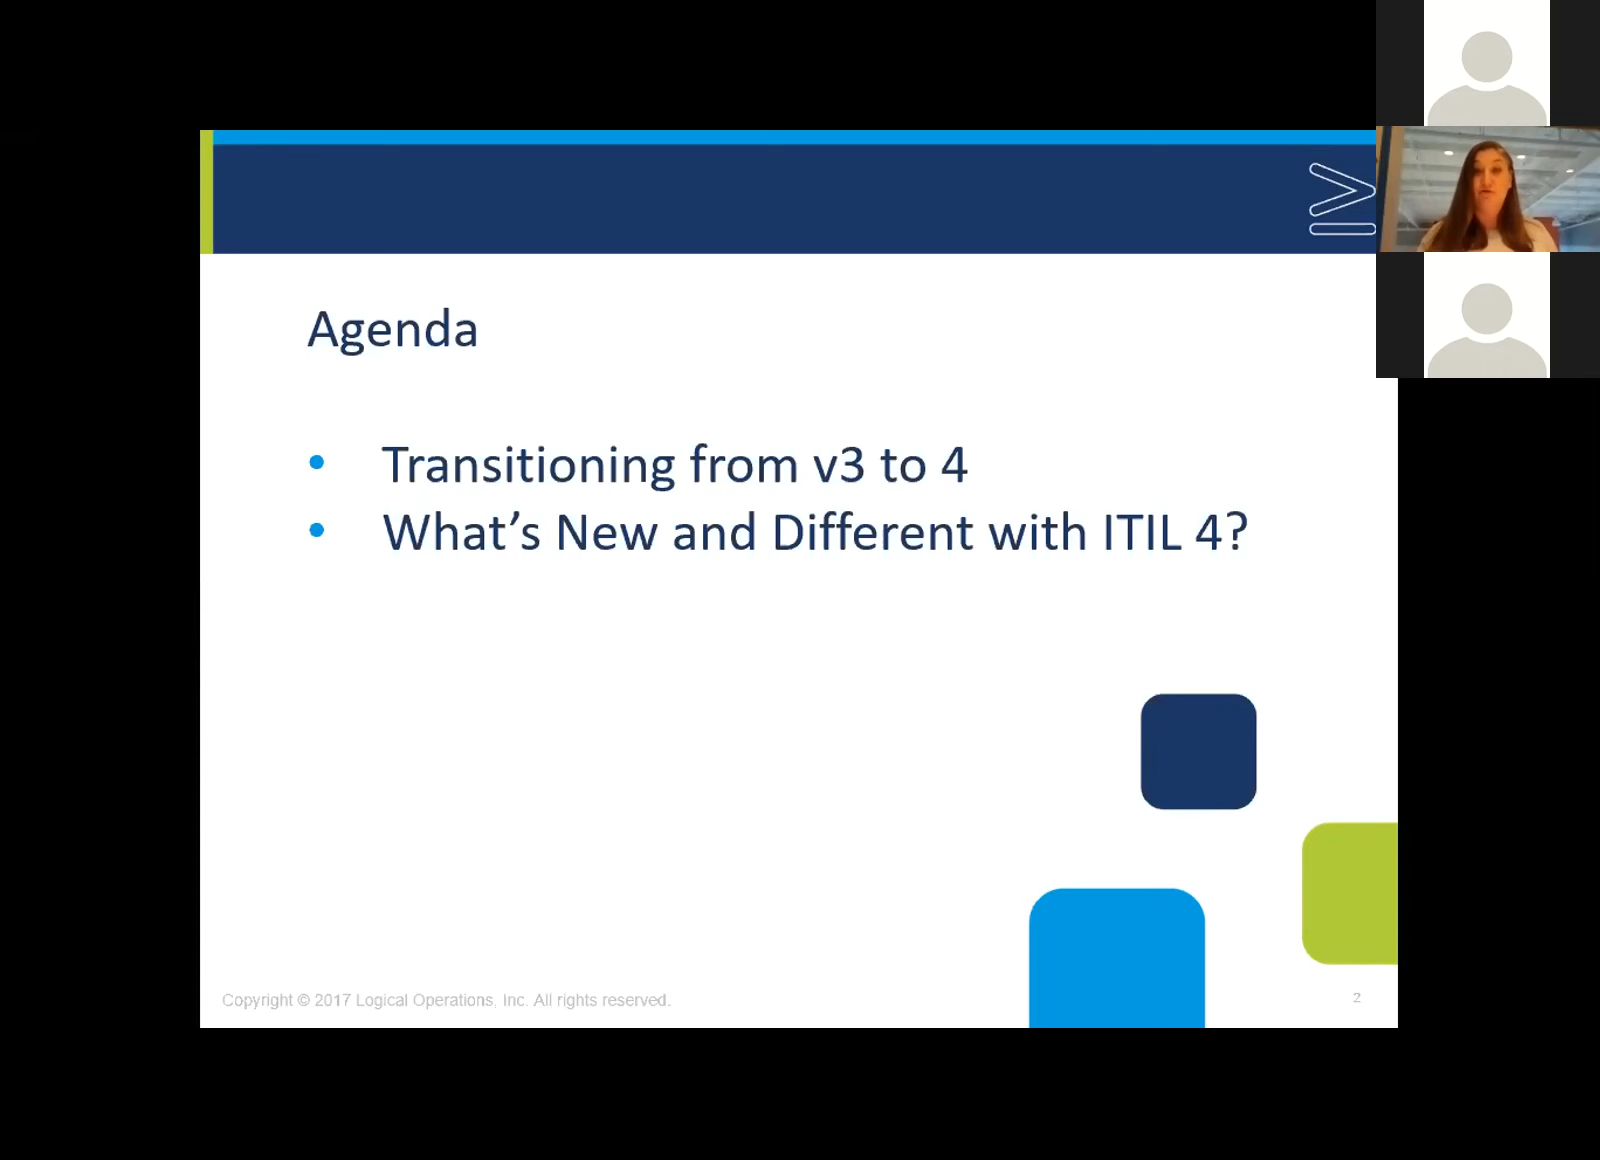 Agenda
• Transitioning from v3 to 4
• What’s New and Different with ITIL 4?
Copyright © 2017 Logical Operations, Inc. All rights reserved.
2